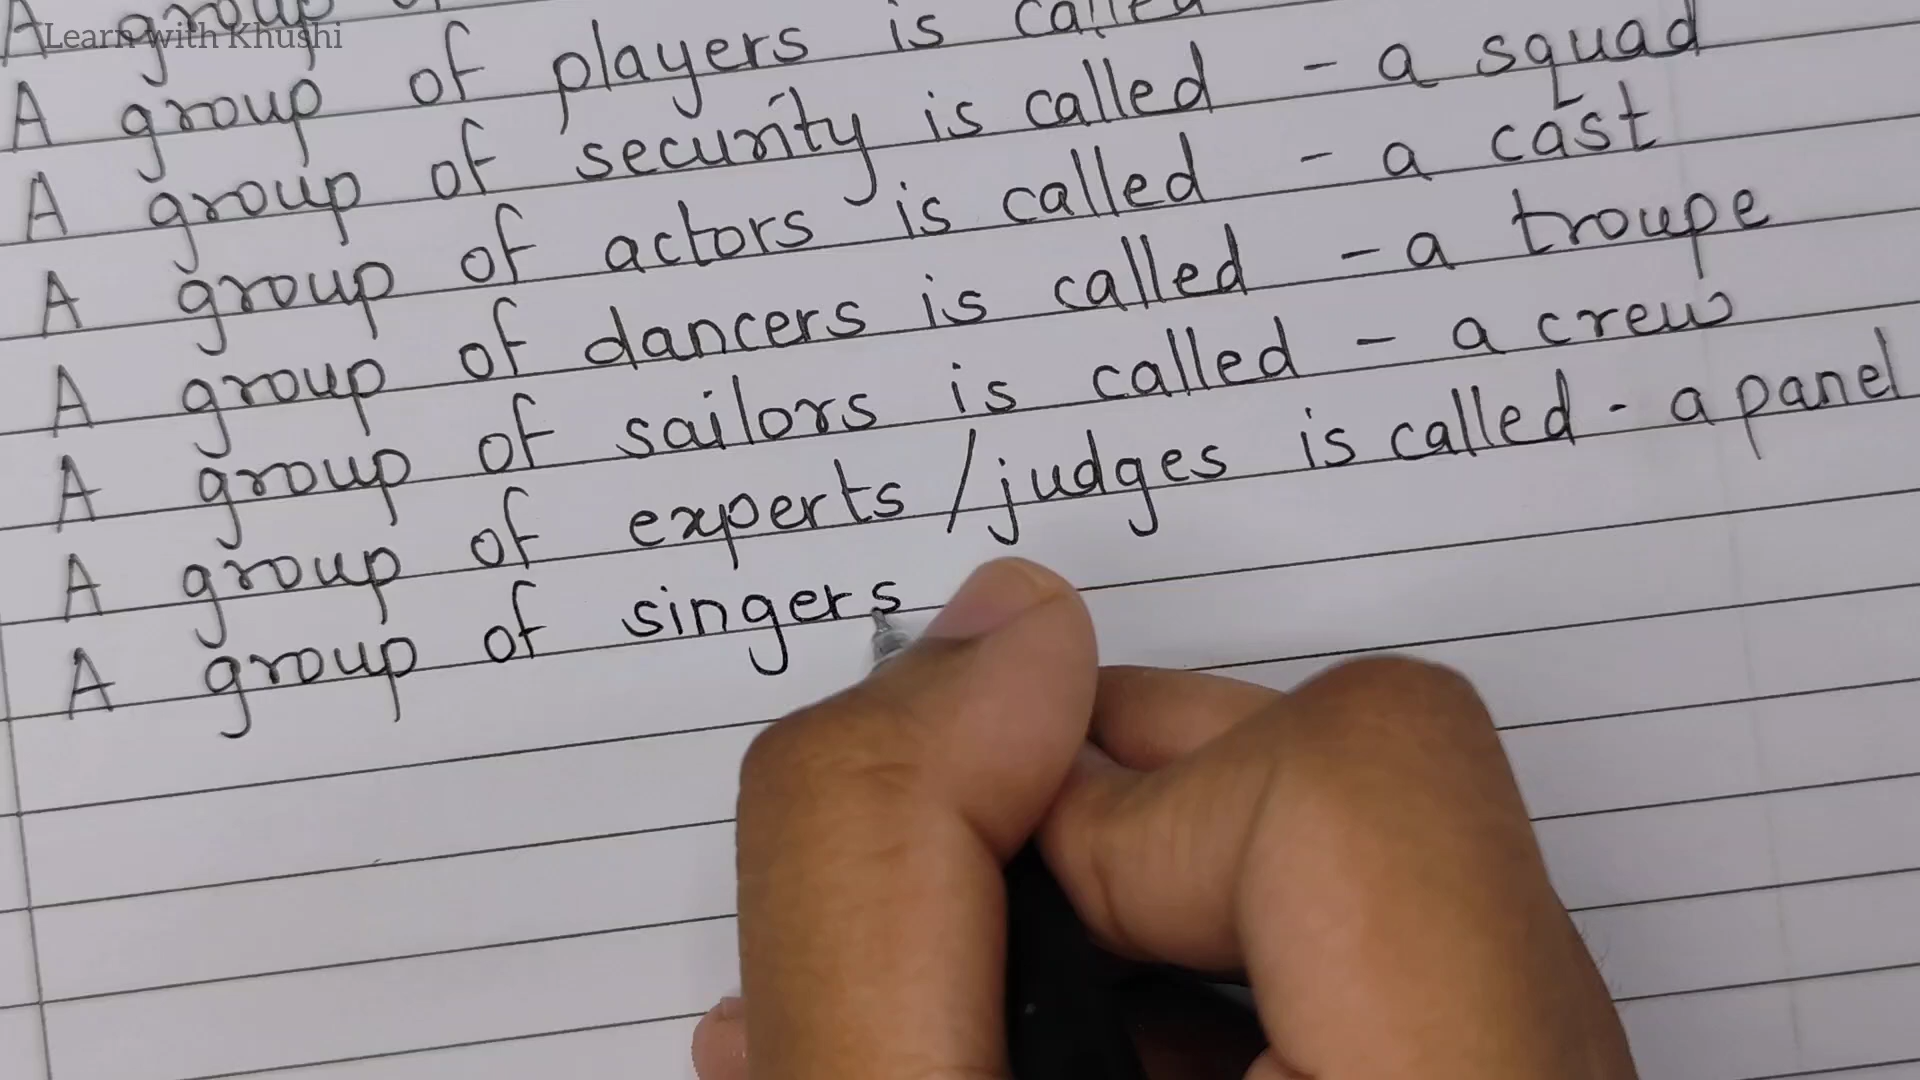 A group
Learn with Khushi
A group of players is called
A group of security is called - a squad
A group of actors is called - a cast
A group of dancers is called - a troupe
A group of sailors is called - a crew
A group of experts/judges is called - a panel
A group of singers